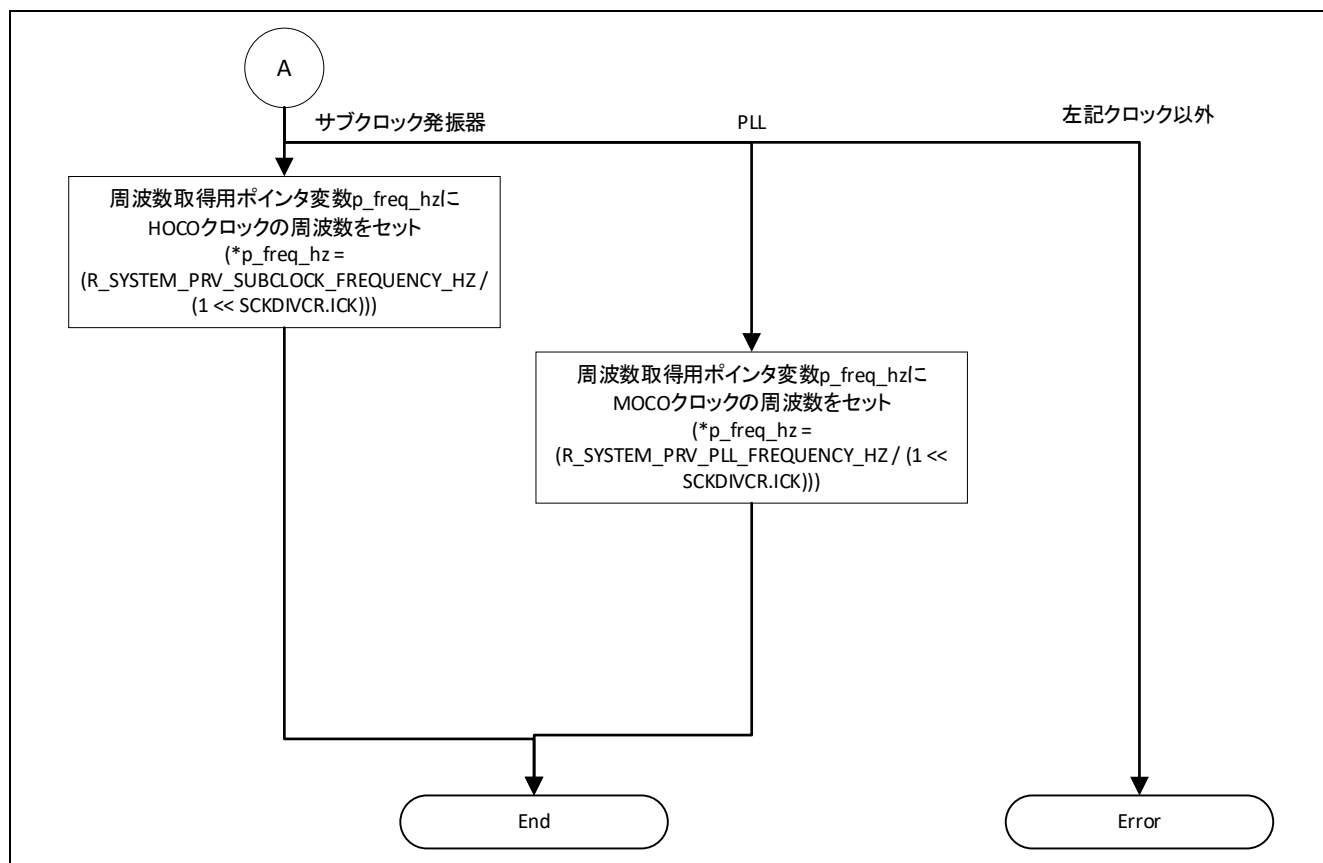 A
サブクロック発振器
PLL
左記クロック以外
周波数取得用ポインタ変数p_freq_hzに
HOCOクロックの周波数をセット
(*p_freq_hz =
(R_SYSTEM_PRV_SUBCLOCK_FREQUENCY_HZ /
(1 << SCKDIVCR.ICK)))
周波数取得用ポインタ変数p_freq_hzに
MOCOクロックの周波数をセット
(*p_freq_hz =
(R_SYSTEM_PRV_PLL_FREQUENCY_HZ / (1 <<
SCKDIVCR.ICK)))
End
Error